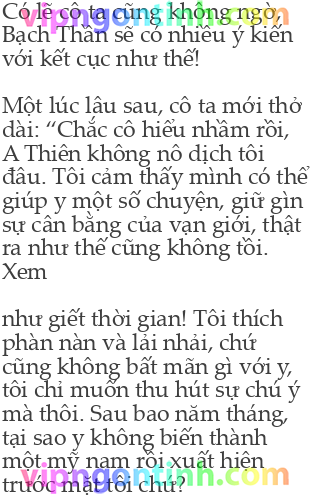 Có lẽ cô ta cũng không ngờ,
Bạch Thần sẽ có nhiều ý kiến
với kết cục như thế!
Một lúc lâu sau, cô ta mới thở
dài: “Chắc cô hiểu nhầm rồi,
A Thiên không nô dịch tôi
đâu. Tôi cảm thấy mình có thể
giúp y một số chuyện, giữ gìn
sự cân bằng của vạn giới, thật
ra như thế cũng không tồi.
Xem
như giết thời gian! Tôi thích
phàn nàn và lải nhải, chứ
cũng không bất mãn gì với y,
tôi chỉ muốn thu hút sự chú ý
mà thôi. Sau bao năm tháng,
tại sao y không biến thành
một mỹ nam rồi xuất hiện
trước mặt tôi chứ?
vipngontinh.com
vipngontinh.com